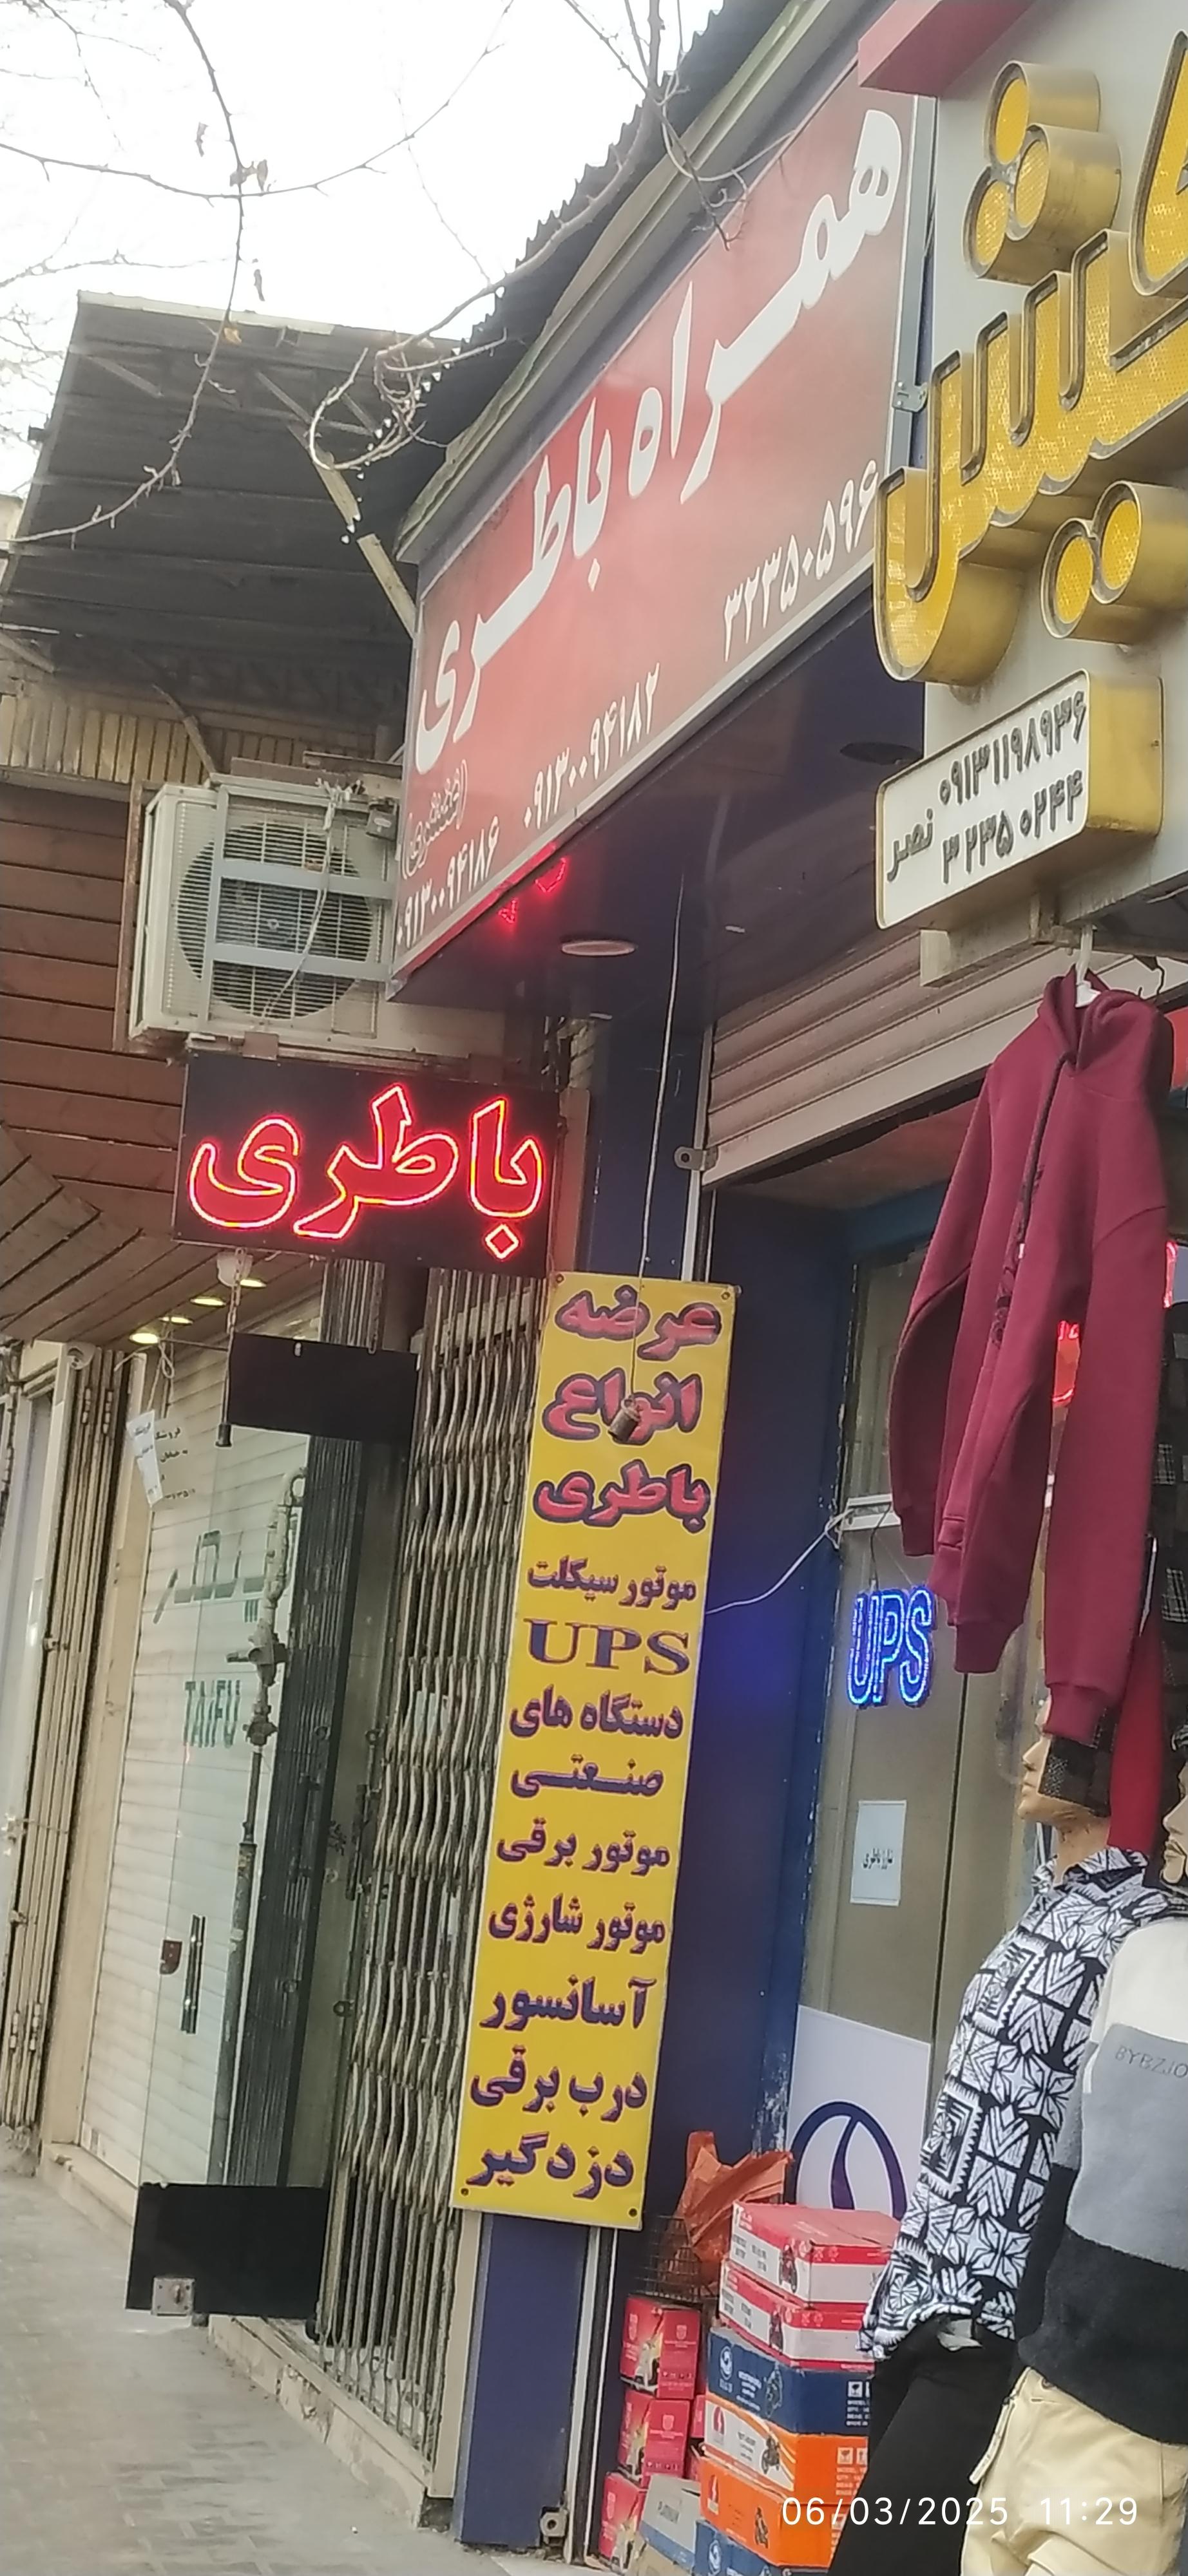 همراه باطری
۳۲۳۵۰۵۹۶
۰۹۱۳۰۰۹۴۱۸۲
۰۹۱۳۰۰۹۴۱۸۶
۰۹۱۳۱۱۹۸۹۳۶
۳۲۳۵۰۲۴۴
نصر
باطری
عرضه
انواع
باطری
موتور سیکلت
UPS
دستگاه های
صنعتی
موتور برقی
موتور شارژی
آسانسور
درب برقی
دزدگیر
UPS
TAIFU
06/03/2025 11:29